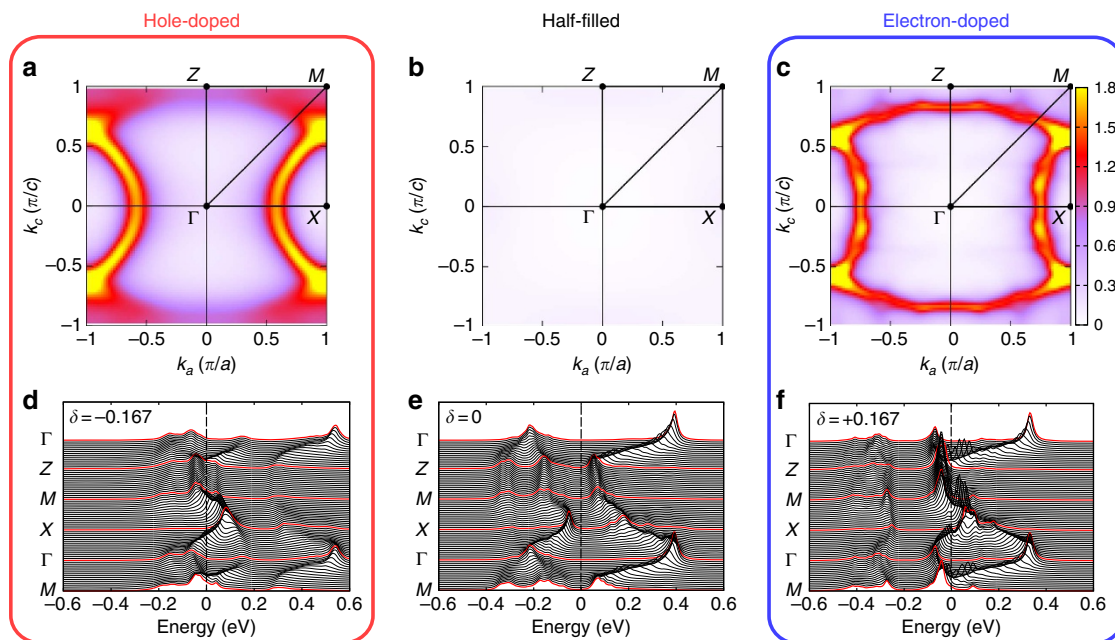 Hole-doped
Half-filled
Electron-doped
a
Z
M
1
0.5
0
−0.5
−1
k_c (π/c)
Γ
X
−1
−0.5
0
0.5
1
k_a (π/a)
b
Z
M
1
0.5
0
−0.5
−1
k_c (π/c)
Γ
X
−1
−0.5
0
0.5
1
k_a (π/a)
c
Z
M
1
0.5
0
−0.5
−1
k_c (π/c)
Γ
X
−1
−0.5
0
0.5
1
k_a (π/a)
1.8
1.5
1.2
0.9
0.6
0.3
0
d
δ=−0.167
Γ
Z
M
X
Γ
M
−0.6
−0.4
−0.2
0
0.2
0.4
0.6
Energy (eV)
e
δ=0
Γ
Z
M
X
Γ
M
−0.6
−0.4
−0.2
0
0.2
0.4
0.6
Energy (eV)
f
δ=+0.167
Γ
Z
M
X
Γ
M
−0.6
−0.4
−0.2
0
0.2
0.4
0.6
Energy (eV)